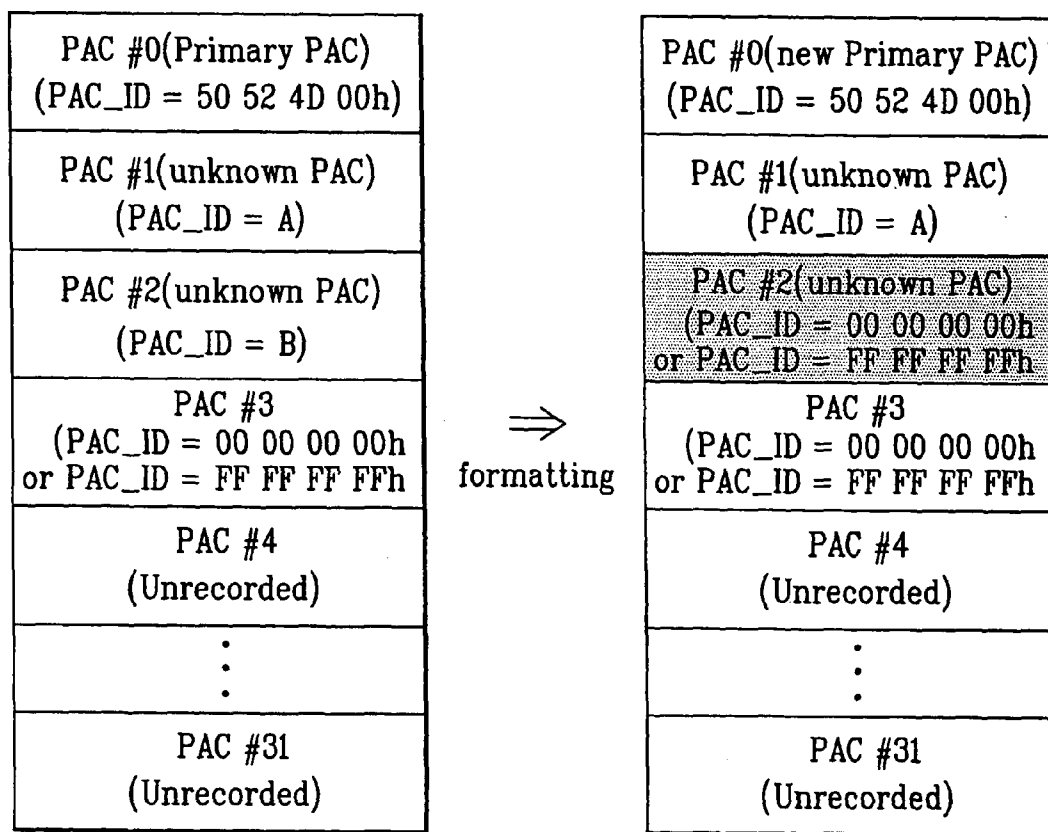 PAC #0(Primary PAC)
(PAC_ID = 50 52 4D 00h)
PAC #1(unknown PAC)
(PAC_ID = A)
PAC #2(unknown PAC)
(PAC_ID = B)
PAC #3
(PAC_ID = 00 00 00 00h
or PAC_ID = FF FF FF FFh
PAC #4
(Unrecorded)
PAC #31
(Unrecorded)
⇒
formatting
PAC #0(new Primary PAC)
(PAC_ID = 50 52 4D 00h)
PAC #1(unknown PAC)
(PAC_ID = A)
PAC #2(unknown PAC)
(PAC_ID = 00 00 00 00h
or PAC_ID = FF FF FF FFh
PAC #3
(PAC_ID = 00 00 00 00h
or PAC_ID = FF FF FF FFh
PAC #4
(Unrecorded)
PAC #31
(Unrecorded)